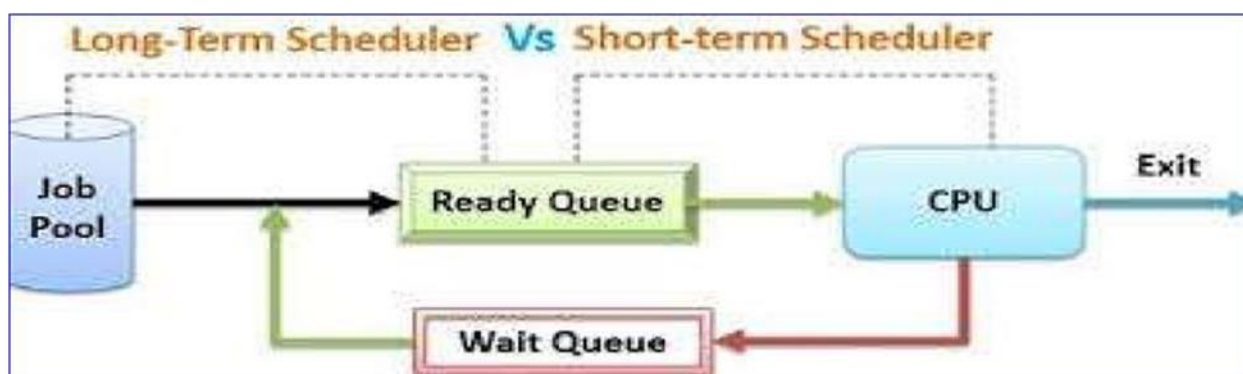 Long-Term Scheduler Vs Short-term Scheduler
Job
Pool
Ready Queue
CPU
Exit
Wait Queue